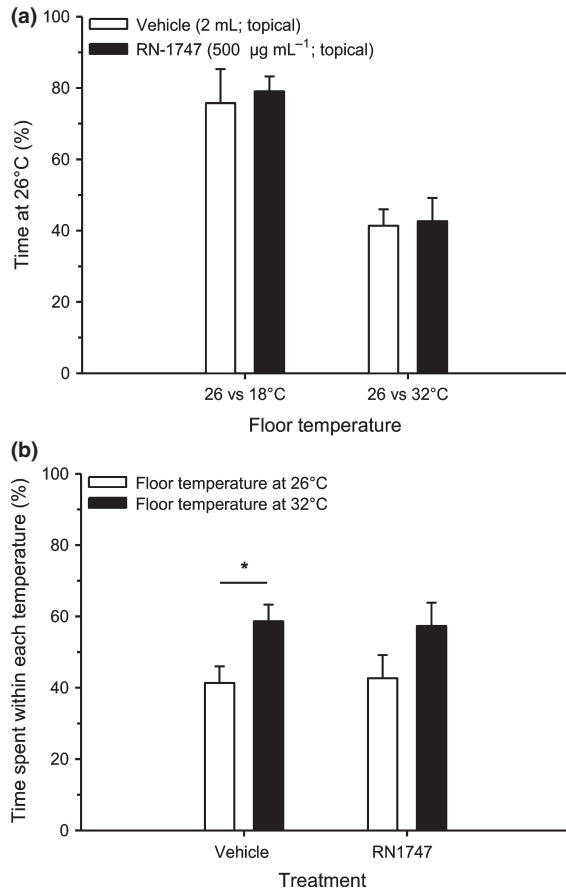 (a)
Vehicle (2 mL; topical)
RN-1747 (500 µg mL⁻¹; topical)
Time at 26°C (%)
100
80
60
40
20
0
26 vs 18°C 26 vs 32°C
Floor temperature
(b)
Floor temperature at 26°C
Floor temperature at 32°C
Time spent within each temperature (%)
100
80
60
40
20
0
*
Vehicle RN1747
Treatment